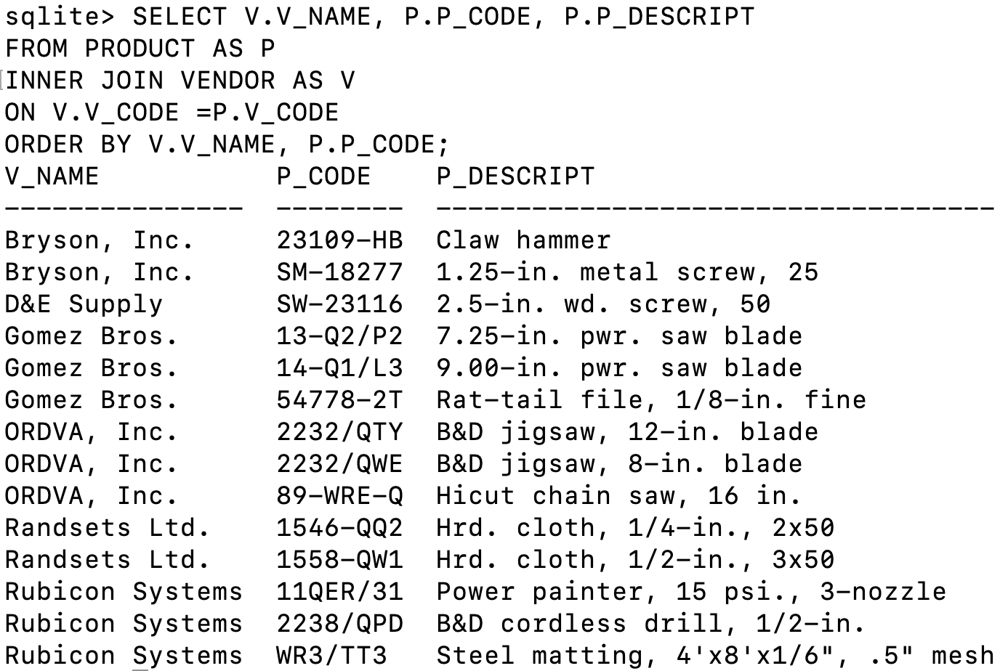 sqlite> SELECT V.V_NAME, P.P_CODE, P.P_DESCRIPT
FROM PRODUCT AS P
INNER JOIN VENDOR AS V
ON V.V_CODE =P.V_CODE
ORDER BY V.V_NAME, P.P_CODE;
V_NAME           P_CODE    P_DESCRIPT
---------------  --------  -----------------------------------
Bryson, Inc.     23109-HB  Claw hammer
Bryson, Inc.     SM-18277  1.25-in. metal screw, 25
D&E Supply       SW-23116  2.5-in. wd. screw, 50
Gomez Bros.      13-Q2/P2  7.25-in. pwr. saw blade
Gomez Bros.      14-Q1/L3  9.00-in. pwr. saw blade
Gomez Bros.      54778-2T  Rat-tail file, 1/8-in. fine
ORDVA, Inc.      2232/QTY  B&D jigsaw, 12-in. blade
ORDVA, Inc.      2232/QWE  B&D jigsaw, 8-in. blade
ORDVA, Inc.      89-WRE-Q  Hicut chain saw, 16 in.
Randsets Ltd.    1546-QQ2  Hrd. cloth, 1/4-in., 2x50
Randsets Ltd.    1558-QW1  Hrd. cloth, 1/2-in., 3x50
Rubicon Systems  11QER/31  Power painter, 15 psi., 3-nozzle
Rubicon Systems  2238/QPD  B&D cordless drill, 1/2-in.
Rubicon Systems  WR3/TT3   Steel matting, 4'x8'x1/6", .5" mesh